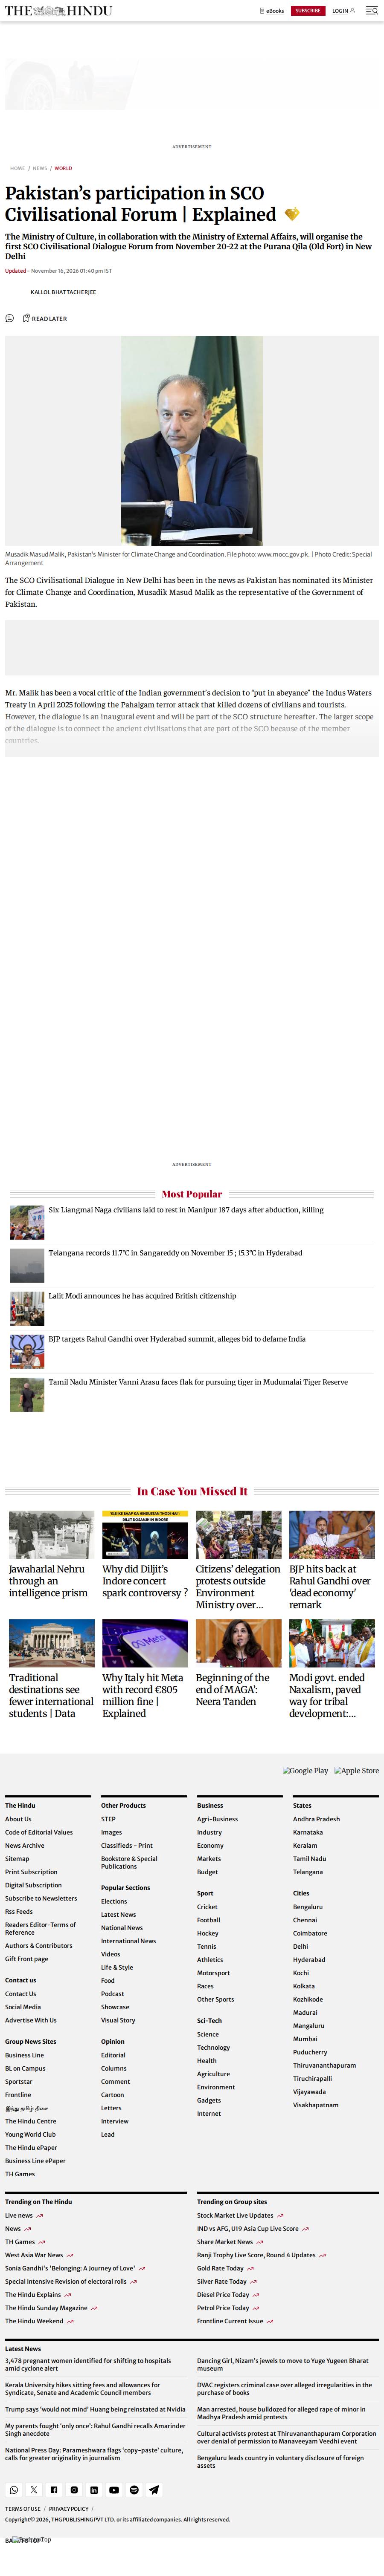 THE HINDU
eBooks
SUBSCRIBE
LOGIN
ADVERTISEMENT
HOME / NEWS / WORLD
Pakistan’s participation in SCO
Civilisational Forum | Explained
The Ministry of Culture, in collaboration with the Ministry of External Affairs, will organise the
first SCO Civilisational Dialogue Forum from November 20-22 at the Purana Qila (Old Fort) in New
Delhi
Updated - November 16, 2026 01:40 pm IST
KALLOL BHATTACHERJEE
READ LATER
Musadik Masud Malik, Pakistan’s Minister for Climate Change and Coordination. File photo: www.mocc.gov.pk. | Photo Credit: Special
Arrangement
The SCO Civilisational Dialogue in New Delhi has been in the news as Pakistan has nominated its Minister
for Climate Change and Coordination, Musadik Masud Malik as the representative of the Government of
Pakistan.
Mr. Malik has been a vocal critic of the Indian government’s decision to “put in abeyance” the Indus Waters
Treaty in April 2025 following the Pahalgam terror attack that killed dozens of civilians and tourists.
However, the dialogue is an inaugural event and will be part of the SCO structure hereafter. The larger scope
of the dialogue is to connect the ancient civilisations that are part of the SCO because of the member
countries.
ADVERTISEMENT
Most Popular
Six Liangmai Naga civilians laid to rest in Manipur 187 days after abduction, killing
Telangana records 11.7°C in Sangareddy on November 15 ; 15.3°C in Hyderabad
Lalit Modi announces he has acquired British citizenship
BJP targets Rahul Gandhi over Hyderabad summit, alleges bid to defame India
Tamil Nadu Minister Vanni Arasu faces flak for pursuing tiger in Mudumalai Tiger Reserve
In Case You Missed It
Jawaharlal Nehru
through an
intelligence prism
Why did Diljit’s
Indore concert
spark controversy ?
Citizens’ delegation
protests outside
Environment
Ministry over...
BJP hits back at
Rahul Gandhi over
‘dead economy’
remark
Traditional
destinations see
fewer international
students | Data
Why Italy hit Meta
with record €805
million fine |
Explained
Beginning of the
end of MAGA’:
Neera Tanden
Modi govt. ended
Naxalism, paved
way for tribal
development:...
Google Play
Apple Store
The Hindu
About Us
Code of Editorial Values
News Archive
Sitemap
Print Subscription
Digital Subscription
Subscribe to Newsletters
Rss Feeds
Readers Editor-Terms of
Reference
Authors & Contributors
Gift Front page
Contact us
Contact Us
Social Media
Advertise With Us
Group News Sites
Business Line
BL on Campus
Sportstar
Frontline
இந்து தமிழ் திசை
The Hindu Centre
Young World Club
The Hindu ePaper
Business Line ePaper
TH Games
Other Products
STEP
Classifieds - Print
Bookstore & Special
Publications
Popular Sections
Elections
Images
Latest News
National News
International News
Videos
Life & Style
Food
Podcast
Showcase
Visual Story
Opinion
Editorial
Columns
Comment
Cartoon
Letters
Interview
Lead
Business
Agri-Business
Industry
Economy
Markets
Budget
Sport
Cricket
Football
Hockey
Tennis
Athletics
Motorsport
Races
Other Sports
Sci-Tech
Science
Technology
Health
Agriculture
Environment
Gadgets
Internet
States
Andhra Pradesh
Karnataka
Keralam
Tamil Nadu
Telangana
Cities
Bengaluru
Chennai
Coimbatore
Delhi
Hyderabad
Kochi
Kolkata
Kozhikode
Madurai
Mangaluru
Mumbai
Puducherry
Thiruvananthapuram
Tiruchirapalli
Vijayawada
Visakhapatnam
Trending on The Hindu
Live news
News
TH Games
West Asia War News
Sonia Gandhi's 'Belonging: A Journey of Love'
Special Intensive Revision of electoral rolls
The Hindu Explains
The Hindu Sunday Magazine
The Hindu Weekend
Trending on Group sites
Stock Market Live Updates
IND vs AFG, U19 Asia Cup Live Score
Share Market News
Ranji Trophy Live Score, Round 4 Updates
Gold Rate Today
Silver Rate Today
Diesel Price Today
Petrol Price Today
Frontline Current Issue
Latest News
3,478 pregnant women identified for shifting to hospitals
amid cyclone alert
Kerala University hikes sitting fees and allowances for
Syndicate, Senate and Academic Council members
Trump says ‘would not mind’ Huang being reinstated at Nvidia
My parents fought ‘only once’: Rahul Gandhi recalls Amarinder
Singh anecdote
National Press Day: Parameshwara flags ‘copy-paste’ culture,
calls for greater originality in journalism
Dancing Girl, Nizam’s jewels to move to Yuge Yugeen Bharat
museum
DVAC registers criminal case over alleged irregularities in the
purchase of books
Man arrested, house bulldozed for alleged rape of minor in
Madhya Pradesh amid protests
Cultural activists protest at Thiruvananthapuram Corporation
over denial of permission to Manaveeyam Veedhi event
Bengaluru leads country in voluntary disclosure of foreign
assets
TERMS OF USE / PRIVACY POLICY /
Copyright© 2026, THG PUBLISHING PVT LTD. or its affiliated companies. All rights reserved.
BACK TO TOP